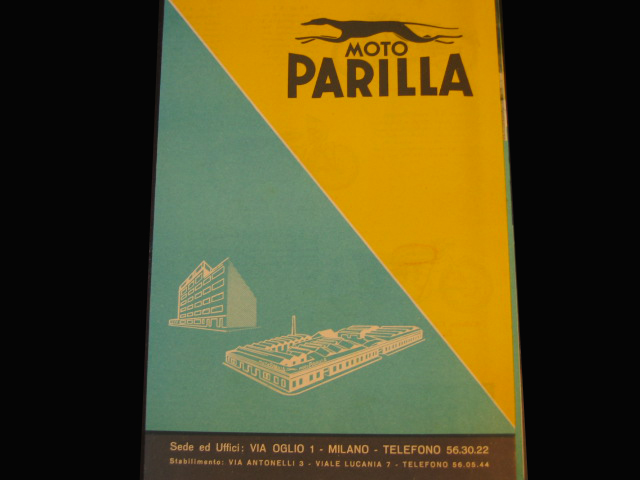 MOTO
PARILLA
Sede ed Uffici: VIA OGLIO 1 - MILANO - TELEFONO 56.30.22
Stabilimento: VIA ANTONELLI 3 - VIALE LUCANIA 7 - TELEFONO 56.05.44